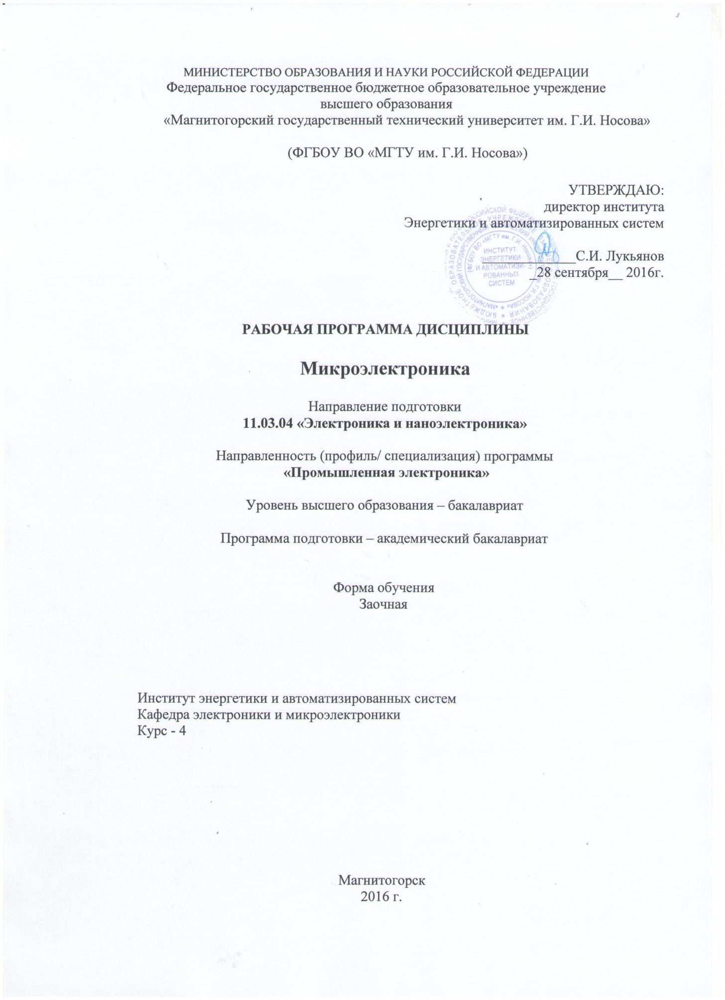 МИНИСТЕРСТВО ОБРАЗОВАНИЯ И НАУКИ РОССИЙСКОЙ ФЕДЕРАЦИИ
Федеральное государственное бюджетное образовательное учреждение
высшего образования
«Магнитогорский государственный технический университет им. Г.И. Носова»
(ФГБОУ ВО «МГТУ им. Г.И. Носова»)
УТВЕРЖДАЮ:
директор института
Энергетики и автоматизированных систем
______________С.И. Лукьянов
_28 сентября__ 2016г.
(ФГБОУ ВО «МГТУ им. Г.И. Носова»)
ИНСТИТУТ
ЭНЕРГЕТИКИ
И АВТОМАТИЗИ-
РОВАННЫХ
СИСТЕМ
РАБОЧАЯ ПРОГРАММА ДИСЦИПЛИНЫ
Микроэлектроника
Направление подготовки
11.03.04 «Электроника и наноэлектроника»
Направленность (профиль/ специализация) программы
«Промышленная электроника»
Уровень высшего образования – бакалавриат
Программа подготовки – академический бакалавриат
Форма обучения
Заочная
Институт энергетики и автоматизированных систем
Кафедра электроники и микроэлектроники
Курс - 4
Магнитогорск
2016 г.